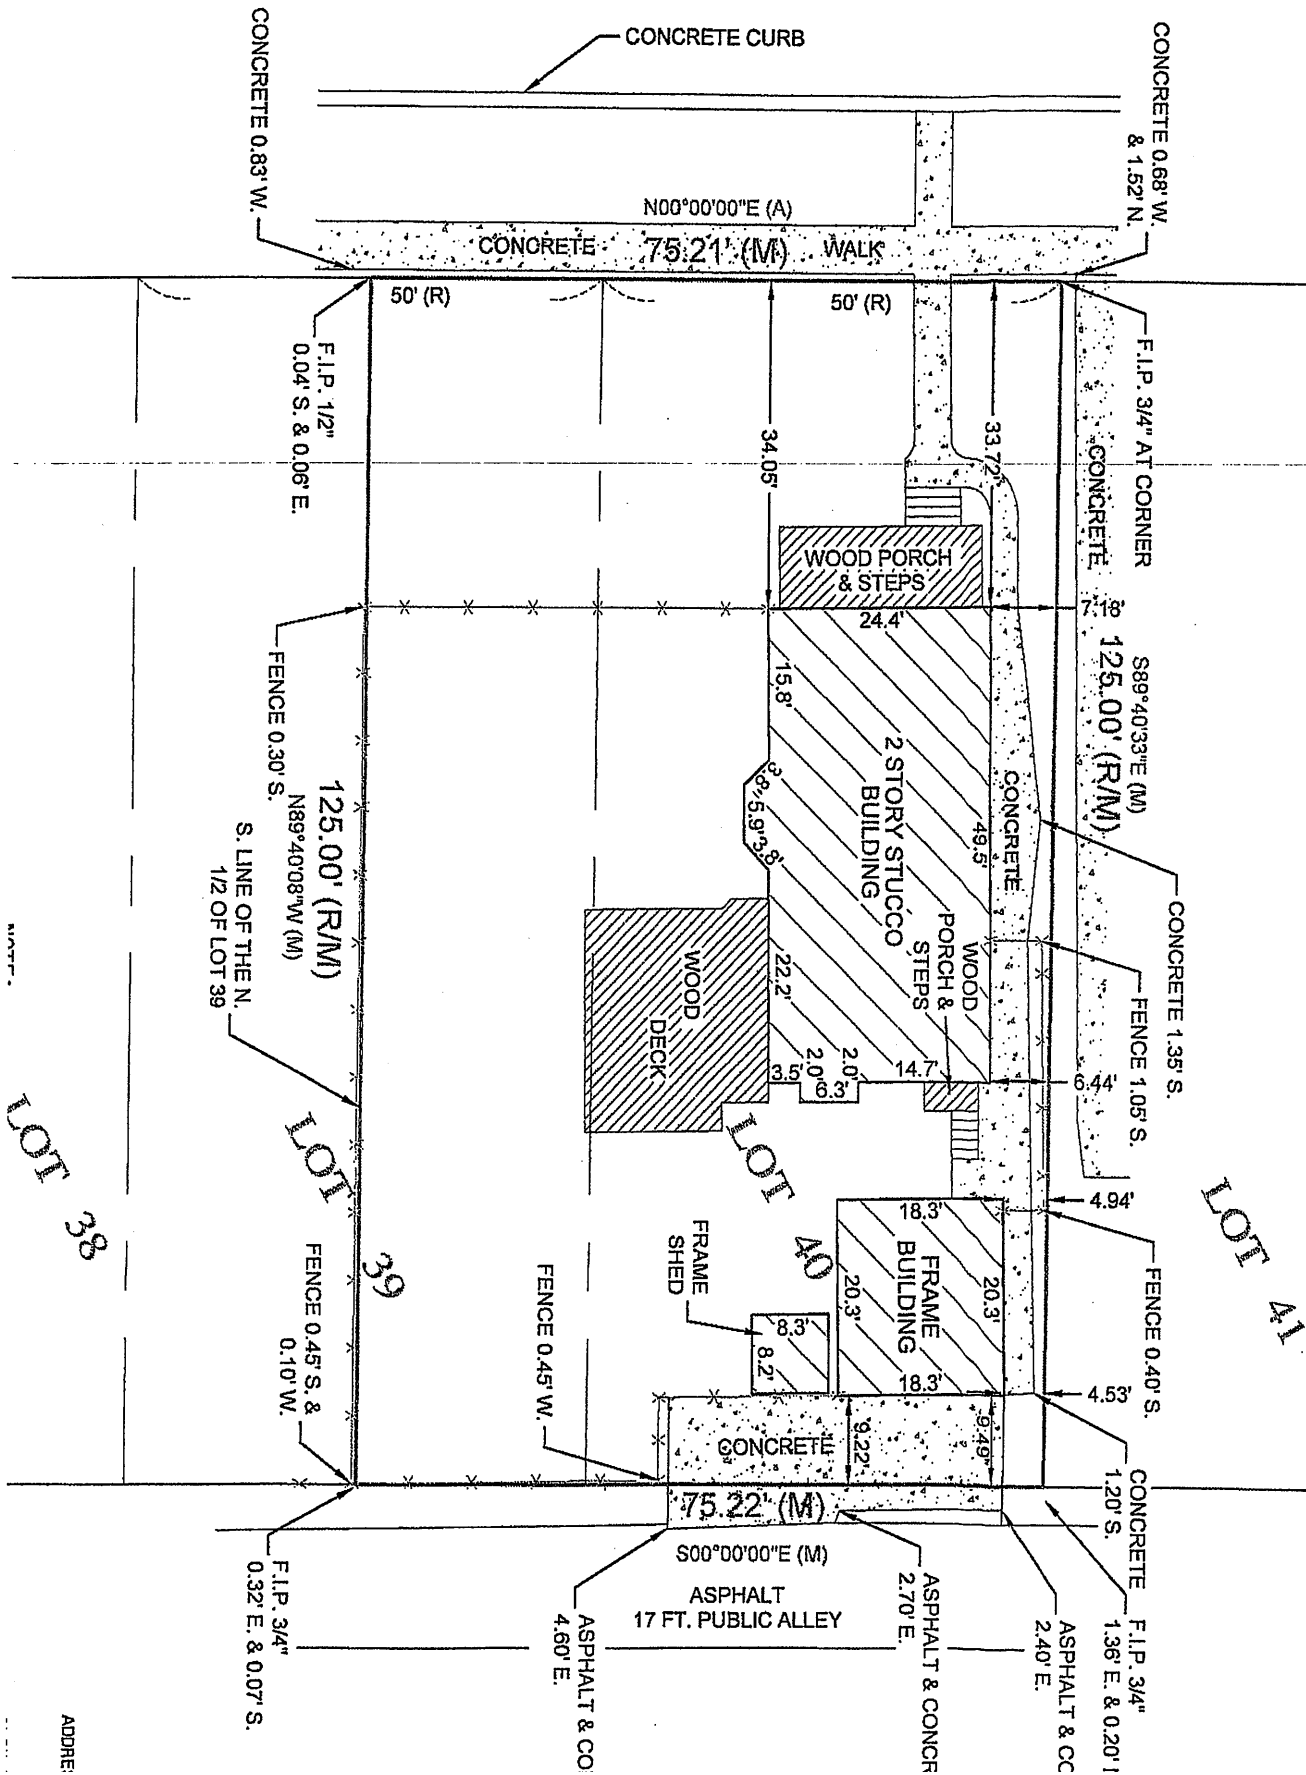 CONCRETE CURB
CONCRETE 0.83' W.
CONCRETE 0.68' W.
& 1.52' N.
N00°00'00"E (A)
CONCRETE 75.21' (M) WALK
50' (R)
50' (R)
F.I.P. 1/2"
0.04' S. & 0.06' E.
F.I.P. 3/4" AT CORNER
CONCRETE
34.05'
33.72'
WOOD PORCH
& STEPS
24.4'
7.18'
S89°40'33"E (M)
125.00' (R/M)
FENCE 0.30' S.
125.00' (R/M)
N89°40'08"W (M)
S. LINE OF THE N.
1/2 OF LOT 39
15.8'
3.8'
5.9'
3.8'
2 STORY STUCCO
BUILDING
49.5'
CONCRETE
CONCRETE 1.35' S.
FENCE 1.05' S.
WOOD
PORCH &
STEPS
WOOD
DECK
22.2'
3.5'
2.0'
6.3'
2.0'
14.7'
6.44'
LOT 38
LOT 39
LOT 40
LOT 41
4.94'
FENCE 0.40' S.
18.3'
FRAME
BUILDING
20.3'
20.3'
18.3'
FRAME
SHED
8.3'
8.2'
4.53'
CONCRETE
1.20' S.
FENCE 0.45' W.
FENCE 0.45' S. &
0.10' W.
CONCRETE
9.22'
9.49'
75.22' (M)
S00°00'00"E (M)
ASPHALT
17 FT. PUBLIC ALLEY
F.I.P. 3/4"
0.32' E. & 0.07' S.
ASPHALT & CO
4.60' E.
ASPHALT & CONCR
2.70' E.
ASPHALT & CO
2.40' E.
F.I.P. 3/4"
1.36' E. & 0.20'
ADDRES